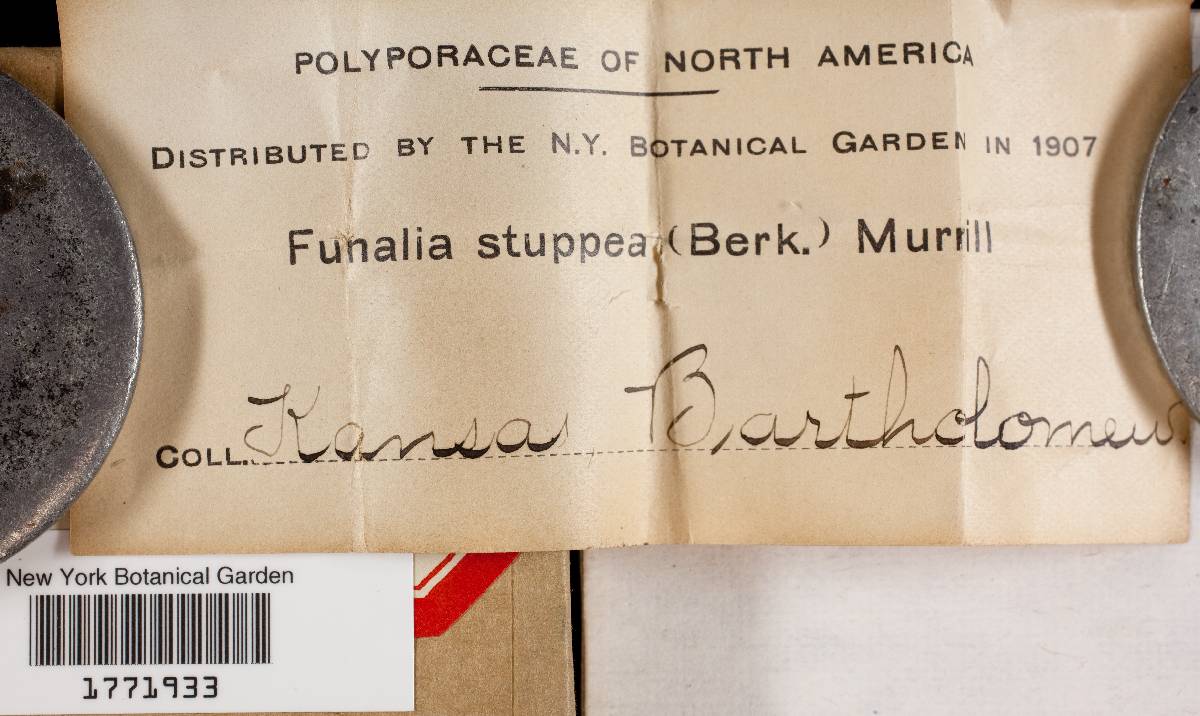 POLYPORACEAE OF NORTH AMERICA
DISTRIBUTED BY THE N.Y. BOTANICAL GARDEN IN 1907
Funalia stuppea (Berk.) Murrill
COLL. Kansas Bartholomew.
New York Botanical Garden
1771933